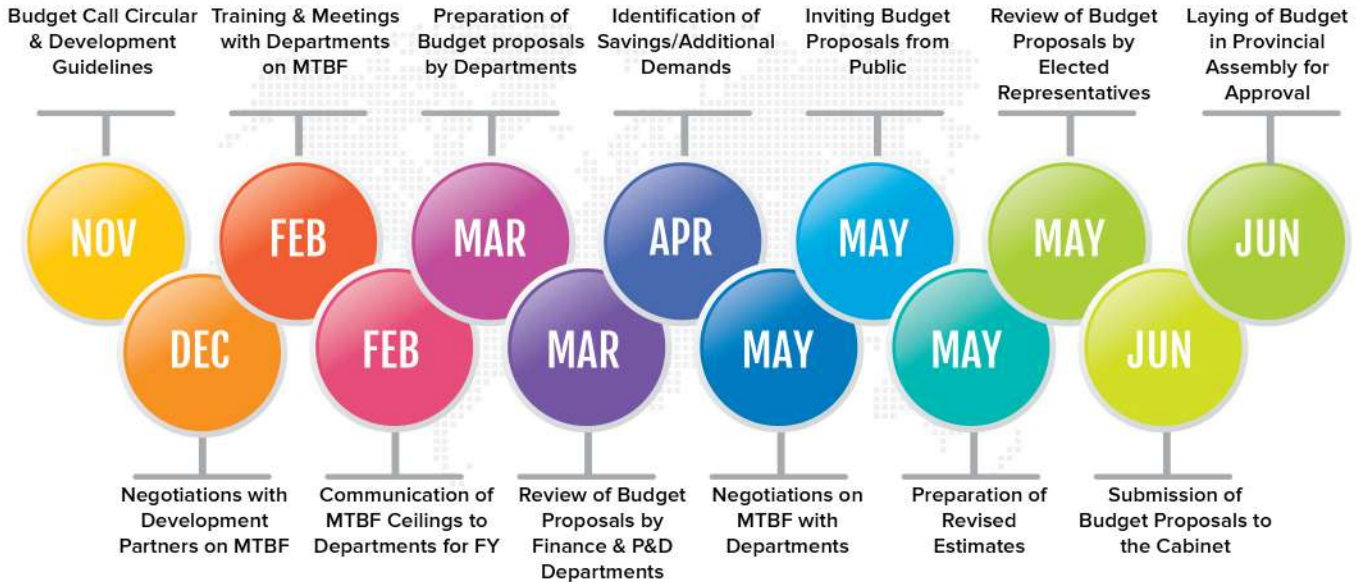 Budget Call Circular
& Development
Guidelines
Training & Meetings
with Departments
on MTBF
Preparation of
Budget proposals
by Departments
Identification of
Savings/Additional
Demands
Inviting Budget
Proposals from
Public
Review of Budget
Proposals by
Elected
Representatives
Laying of Budget
in Provincial
Assembly for
Approval
NOV
FEB
MAR
APR
MAY
MAY
JUN
DEC
FEB
MAR
MAY
MAY
JUN
Negotiations with
Development
Partners on MTBF
Communication of
MTBF Ceilings to
Departments for FY
Review of Budget
Proposals by
Finance & P&D
Departments
Negotiations on
MTBF with
Departments
Preparation of
Revised
Estimates
Submission of
Budget Proposals to
the Cabinet